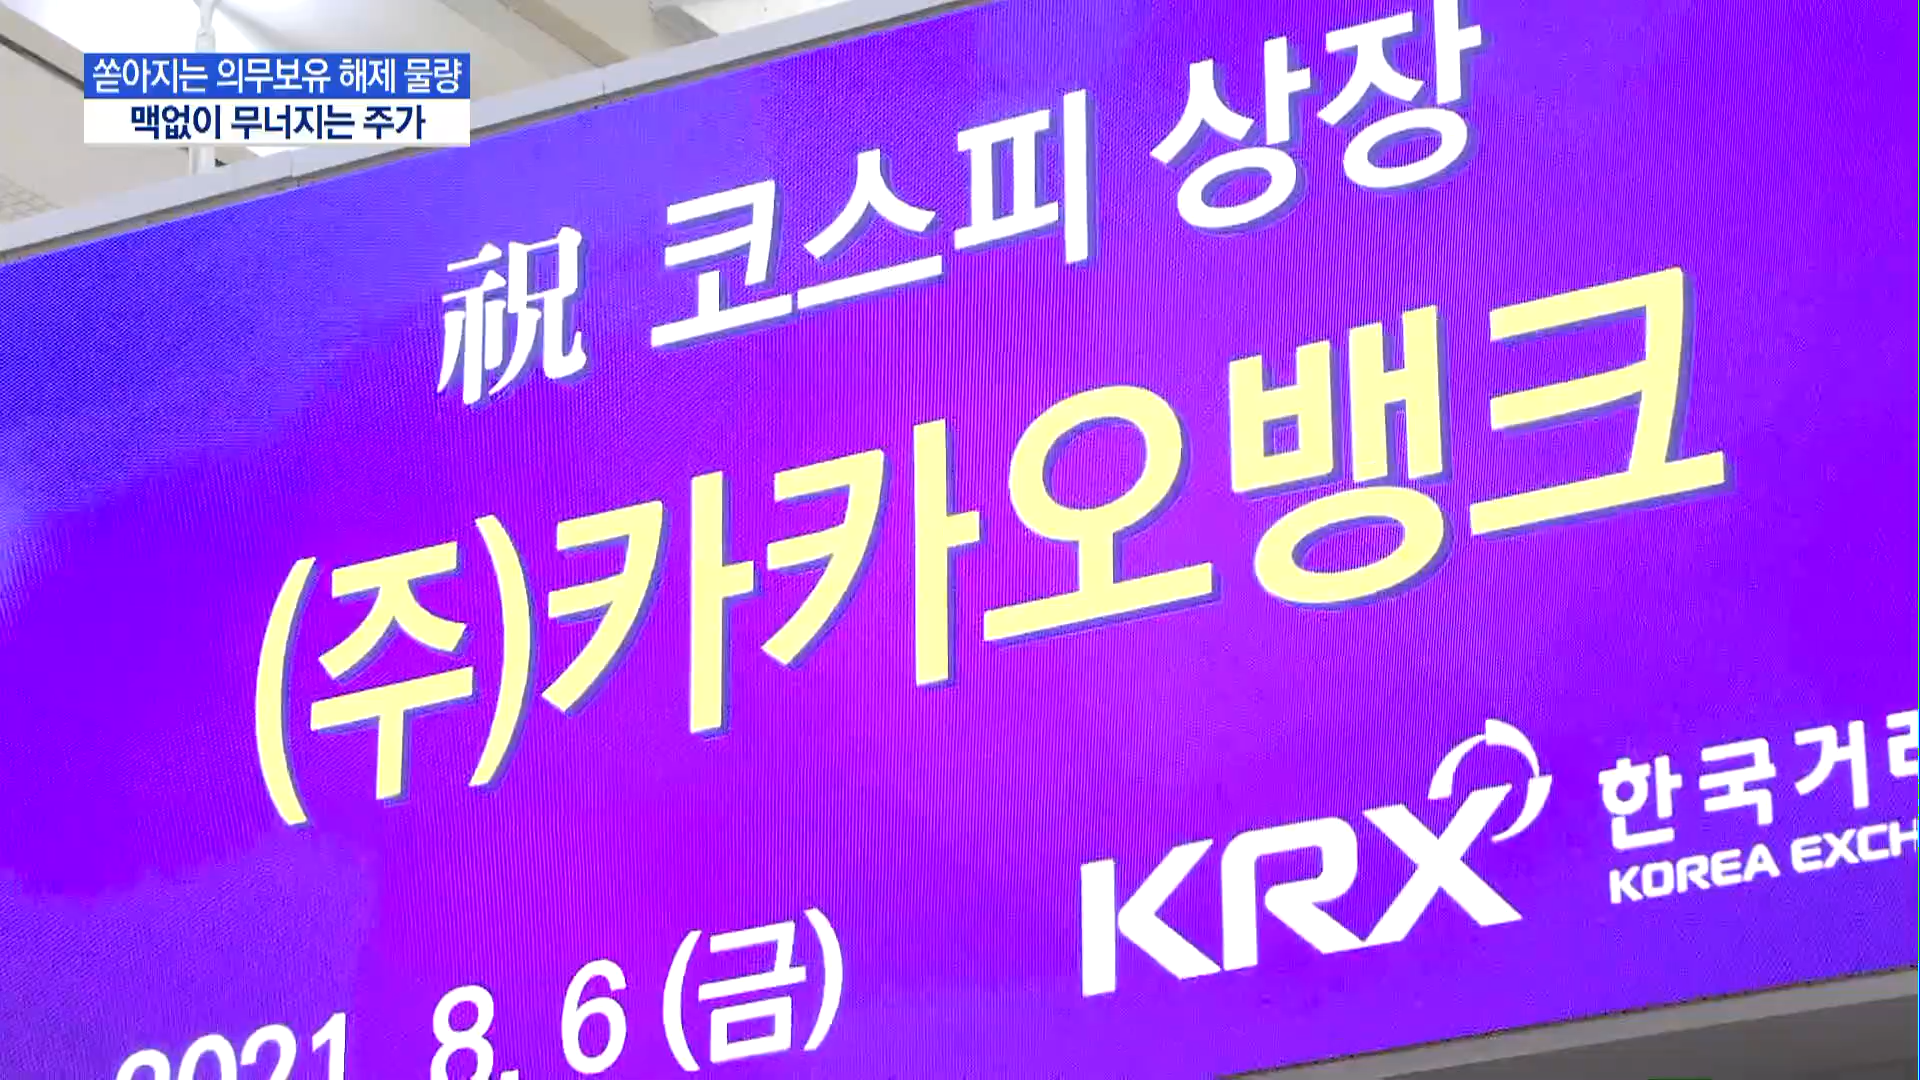 쏟아지는 의무보유 해제 물량
맥없이 무너지는 주가
祝 코스피 상장
(주)카카오뱅크
KRX 한국거래
KOREA EXCH
2021. 8. 6 (금)